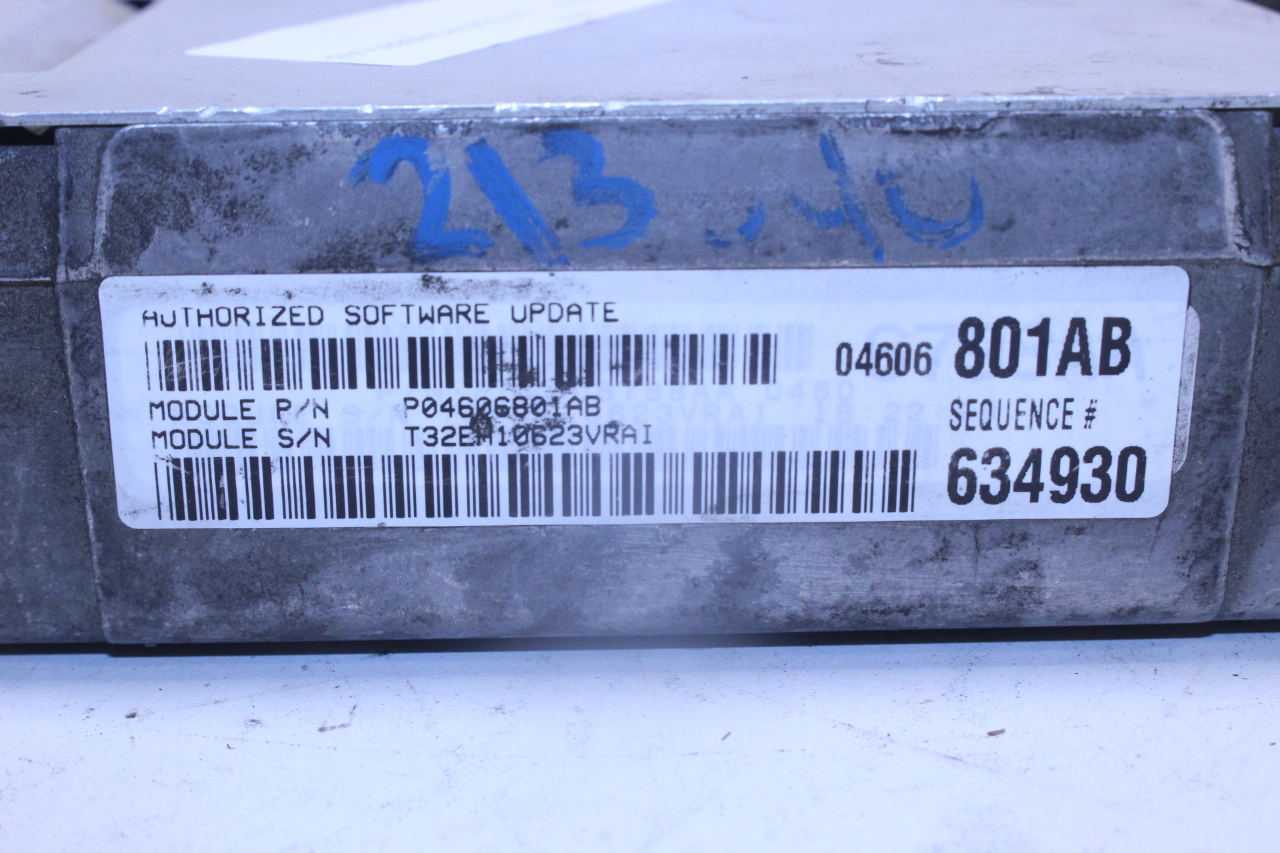 213 .40
AUTHORIZED SOFTWARE UPDATE
04606 801AB
MODULE P/N P04606801AB
MODULE S/N T32EM10623VRAI
SEQUENCE #
634930